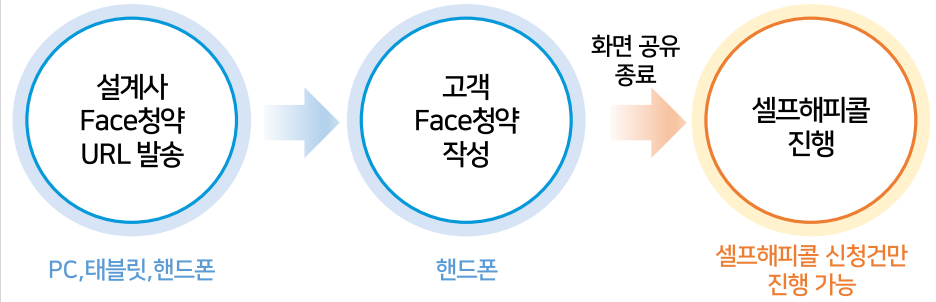 설계사
Face청약
URL 발송
고객
Face청약
작성
화면 공유
종료
셀프해피콜
진행
PC,태블릿,핸드폰
핸드폰
셀프해피콜 신청건만
진행 가능